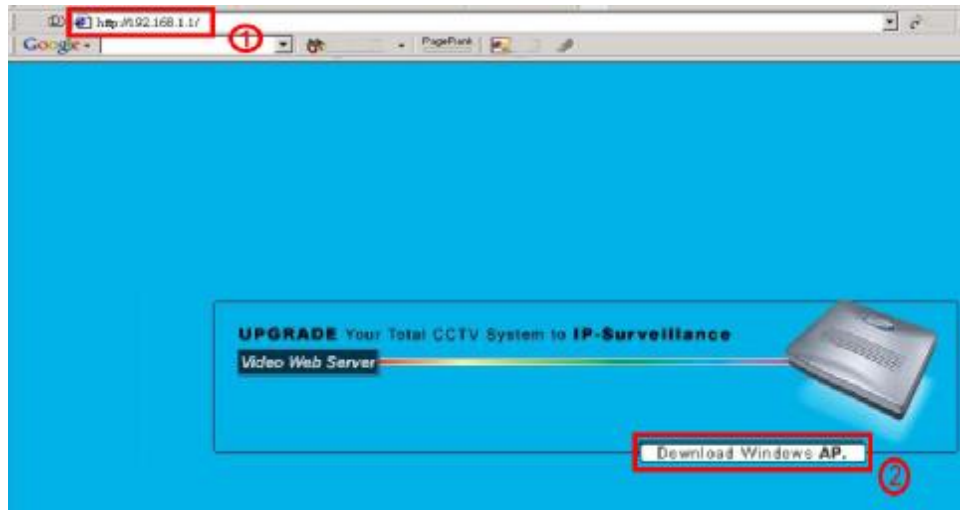 http://192.168.1.1/
1
Google
PageRank
UPGRADE Your Total CCTV System to IP-Surveillance
Video Web Server
Download Windows AP.
2